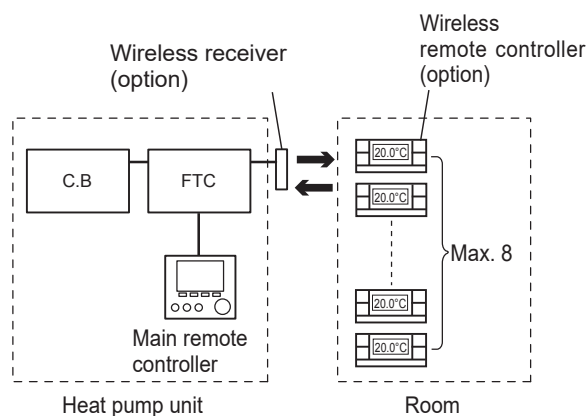 Wireless receiver
(option)
Wireless
remote controller
(option)
C.B
FTC
20.0°C
20.0°C
Max. 8
20.0°C
20.0°C
Main remote
controller
Heat pump unit
Room